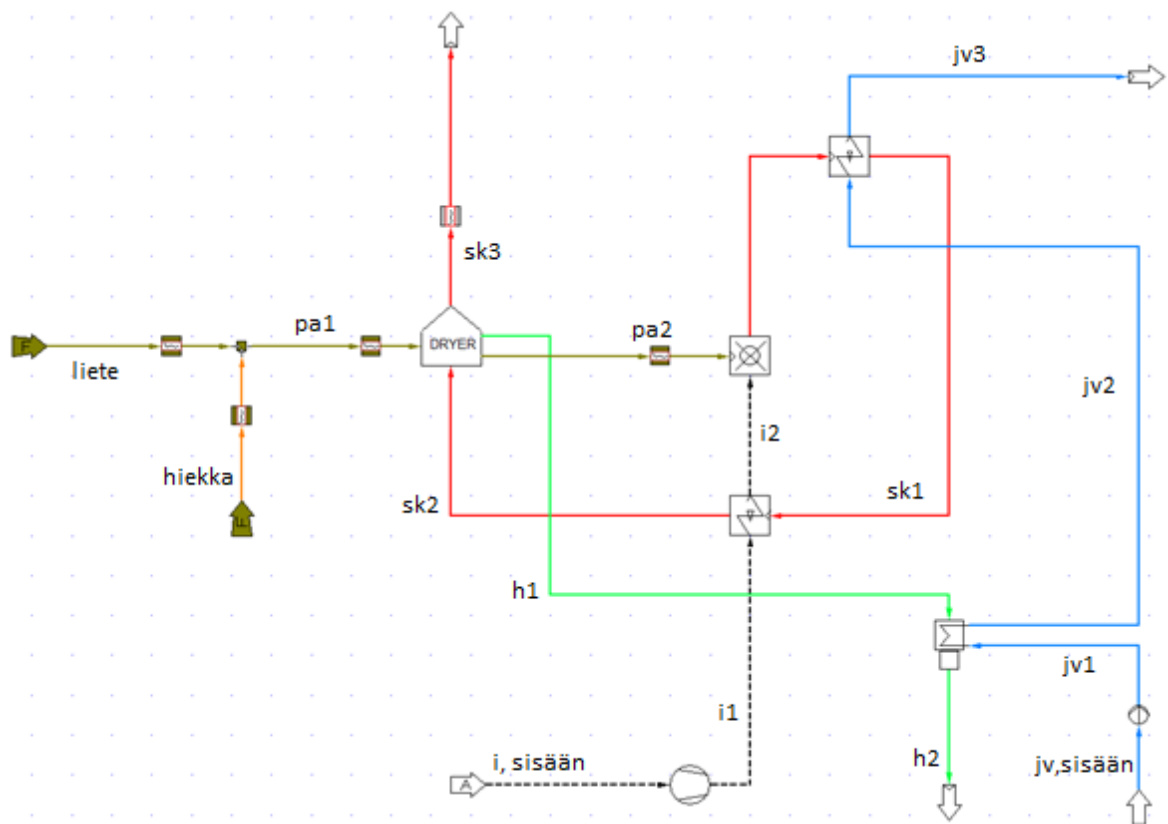 jv3
sk3
pa1
DRYER
pa2
F
liete
jv2
i2
hiekka
sk2
sk1
F
h1
jv1
i1
i, sisään
h2
jv,sisään
A